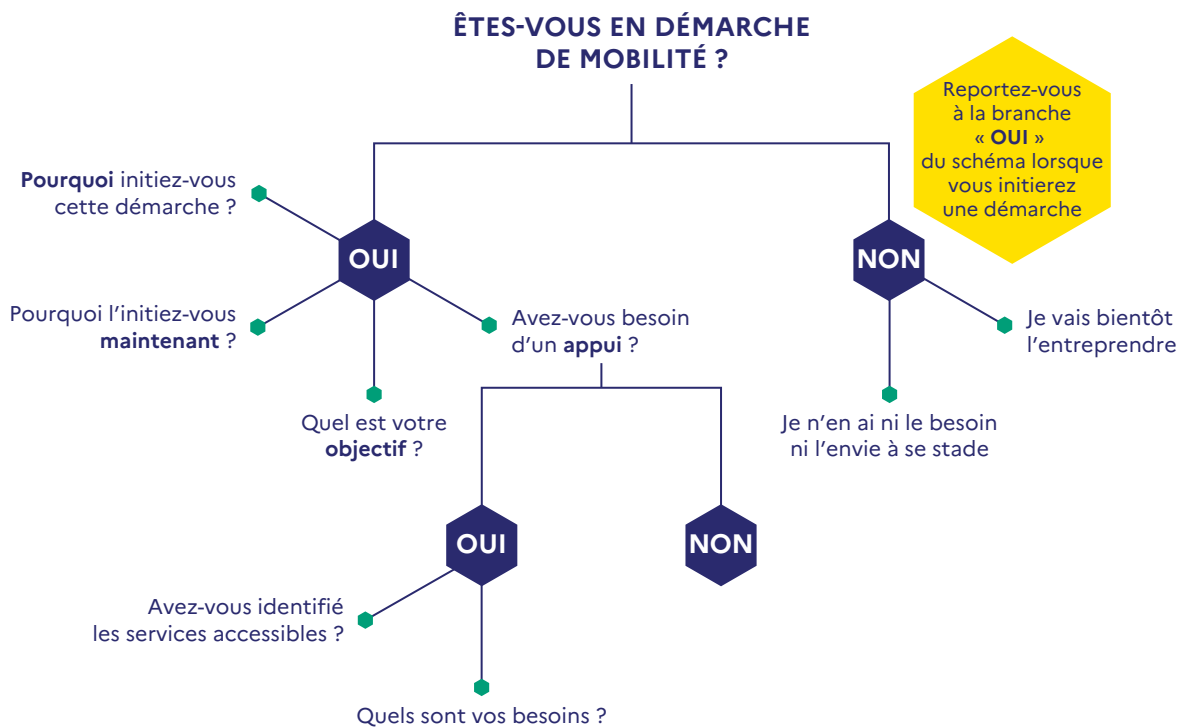 ÊTES-VOUS EN DÉMARCHE
DE MOBILITÉ ?
Reportez-vous
à la branche
« OUI »
du schéma lorsque
vous initierez
une démarche
Pourquoi initiez-vous
cette démarche ?
OUI
NON
Pourquoi l'initiez-vous
maintenant ?
Avez-vous besoin
d'un appui ?
Je vais bientôt
l'entreprendre
Quel est votre
objectif ?
Je n'en ai ni le besoin
ni l'envie à se stade
OUI
NON
Avez-vous identifié
les services accessibles ?
Quels sont vos besoins ?